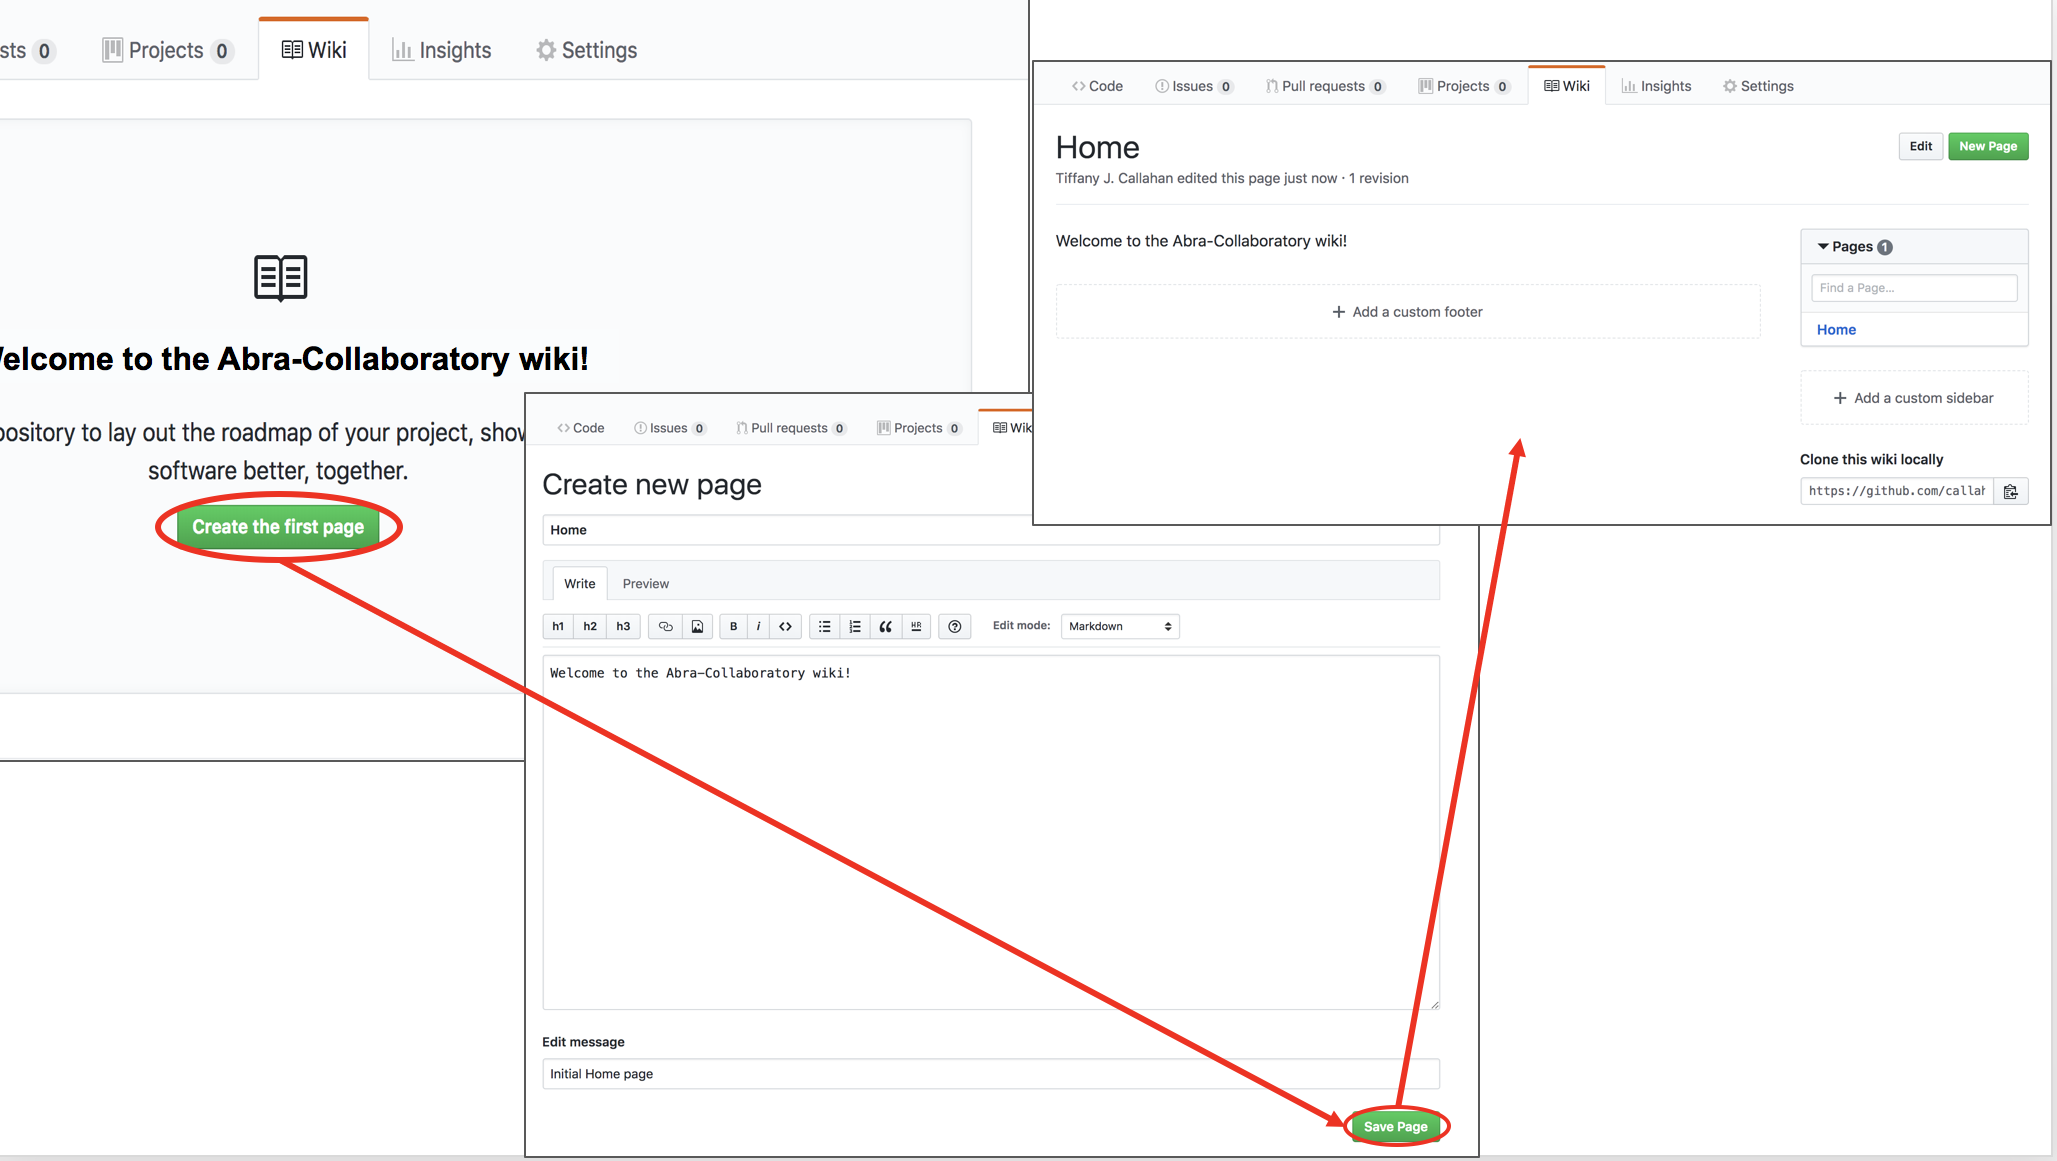 0
Projects 0
Wiki
Insights
Settings
to the Abra-Collaboratory wiki!
to lay out the roadmap of your project,
software better, together.
Create the first page
Code
Issues 0
Pull requests 0
Projects 0
Create new page
Home
Write
Preview
h1 h2 h3
B i <>
Edit mode: Markdown
Welcome to the Abra-Collaboratory wiki!
Edit message
Initial Home page
Save Page
Code
Issues 0
Pull requests 0
Projects 0
Wiki
Insights
Settings
Home
Edit
New Page
Tiffany J. Callahan edited this page just now · 1 revision
Welcome to the Abra-Collaboratory wiki!
+ Add a custom footer
Pages 1
Find a Page...
Home
+ Add a custom sidebar
Clone this wiki locally
https://github.com/callah